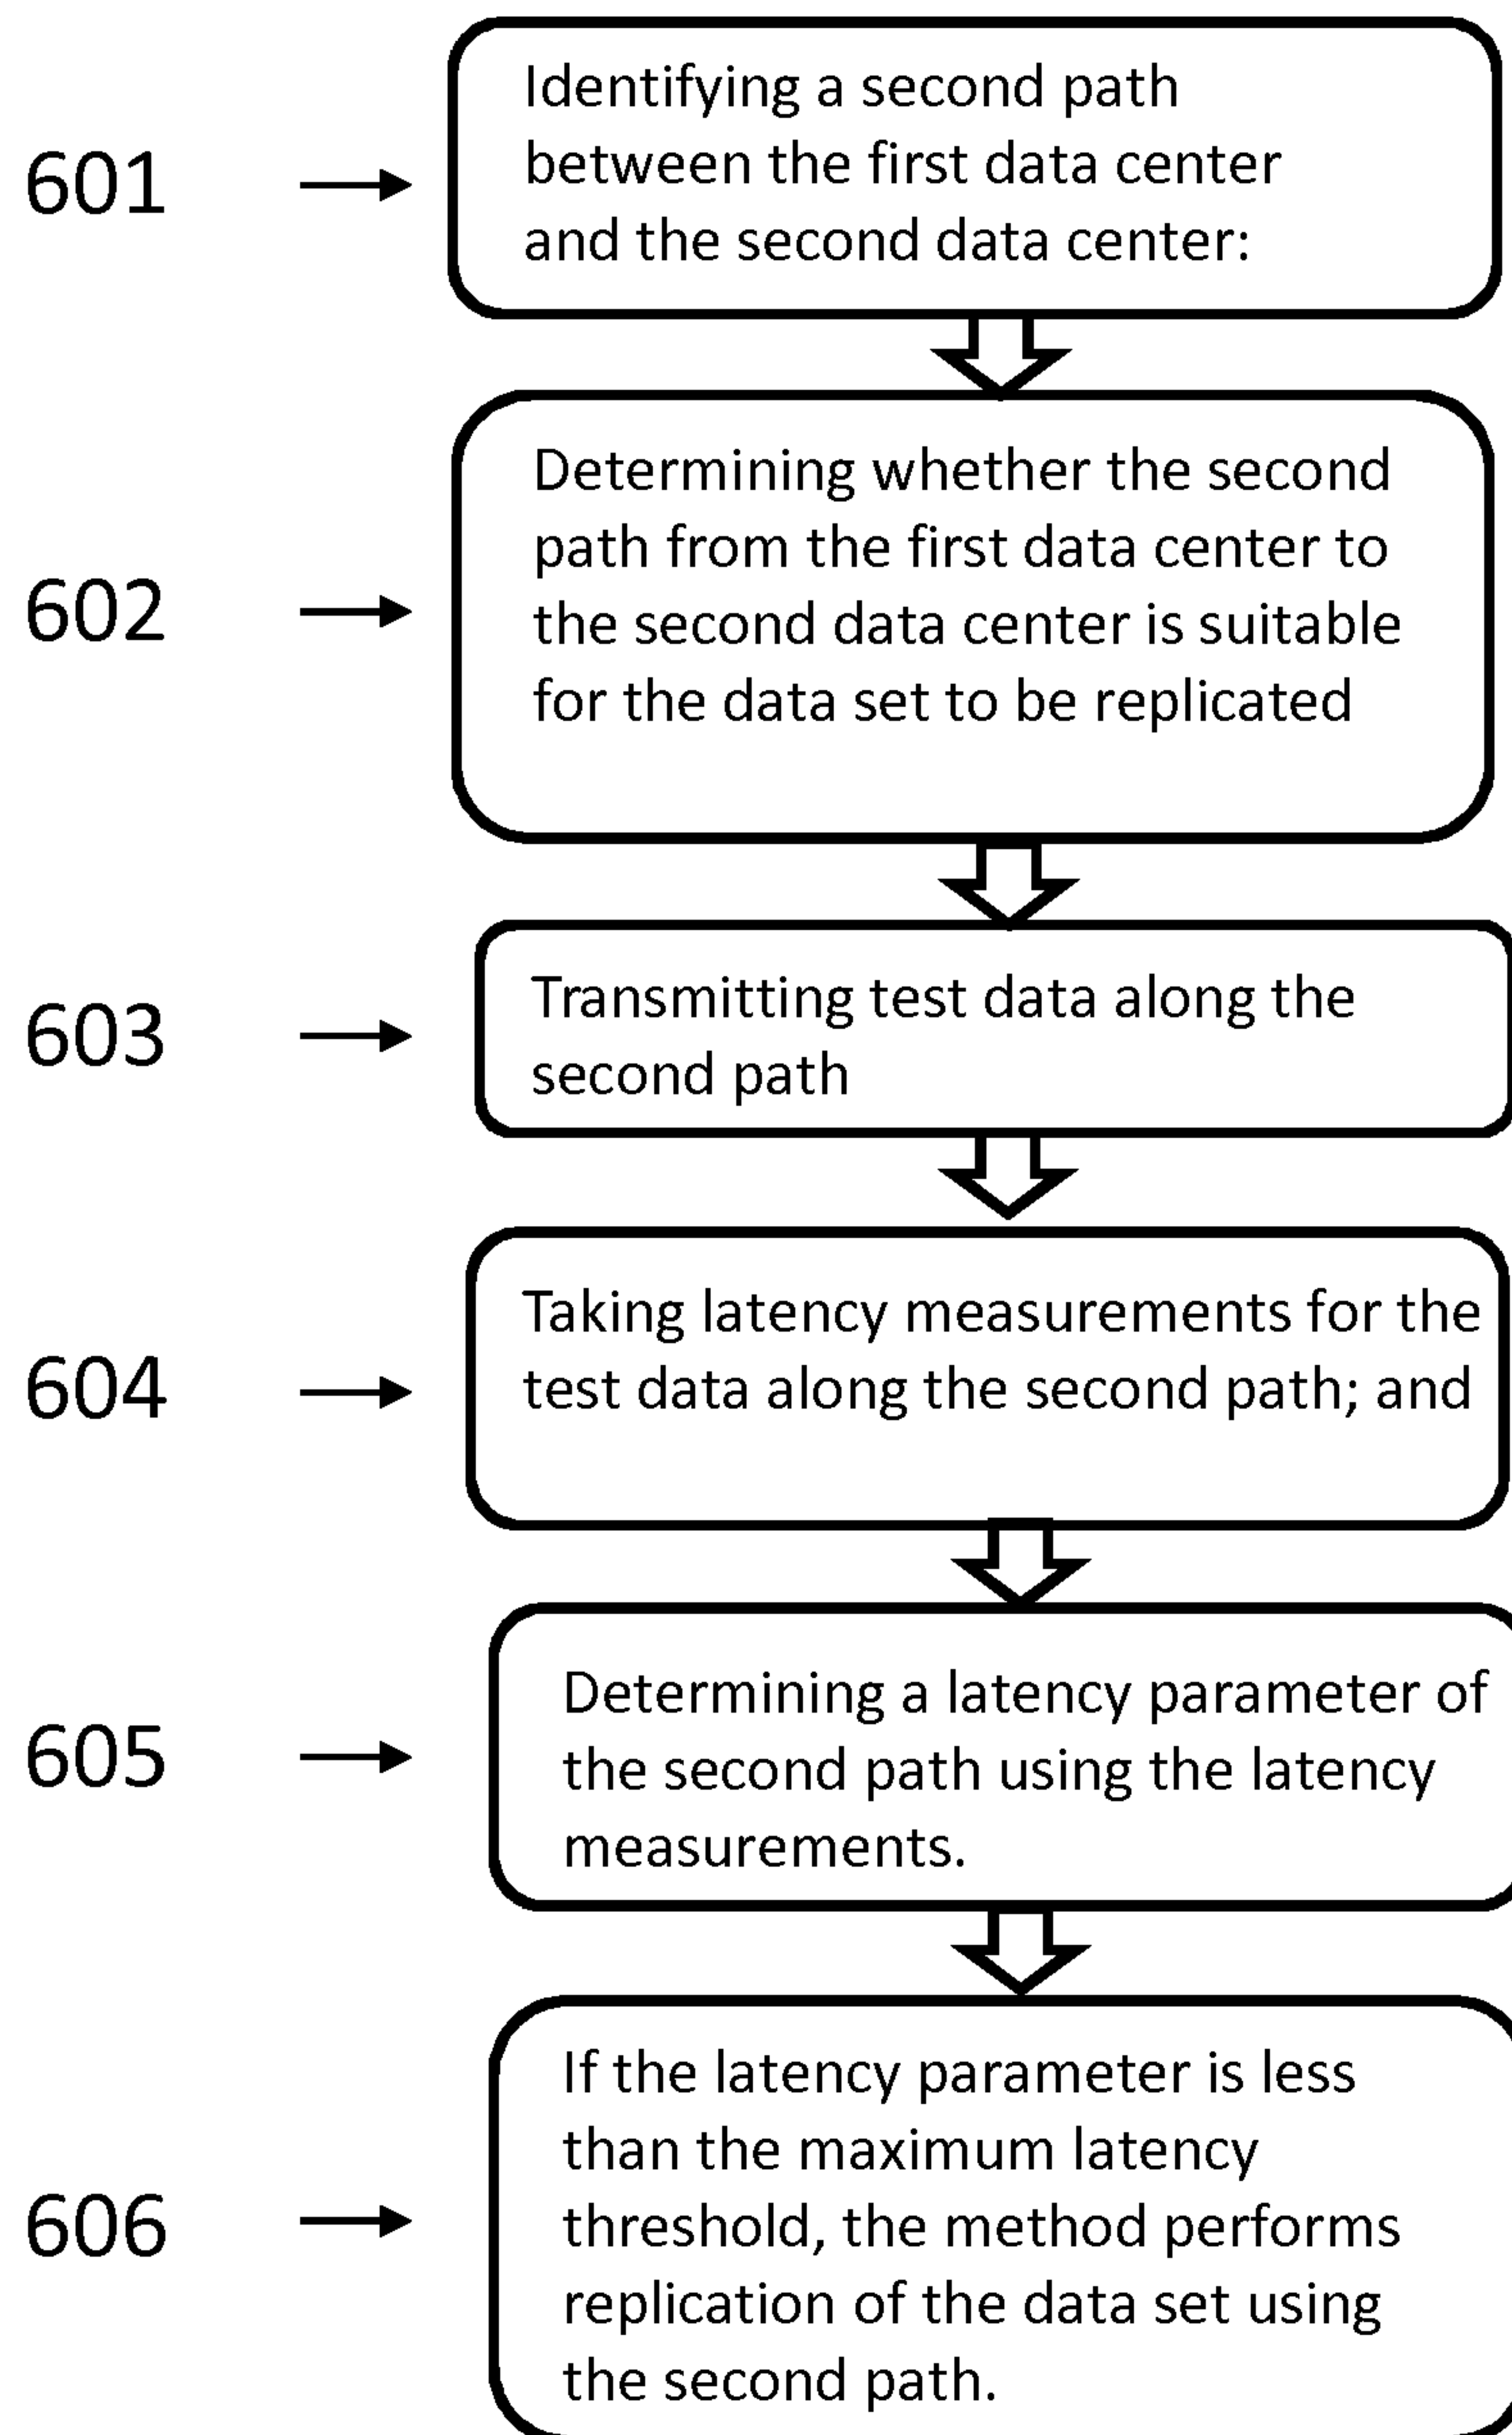 601
Identifying a second path
between the first data center
and the second data center:
602
Determining whether the second
path from the first data center to
the second data center is suitable
for the data set to be replicated
603
Transmitting test data along the
second path
604
Taking latency measurements for the
test data along the second path; and
605
Determining a latency parameter of
the second path using the latency
measurements.
606
If the latency parameter is less
than the maximum latency
threshold, the method performs
replication of the data set using
the second path.